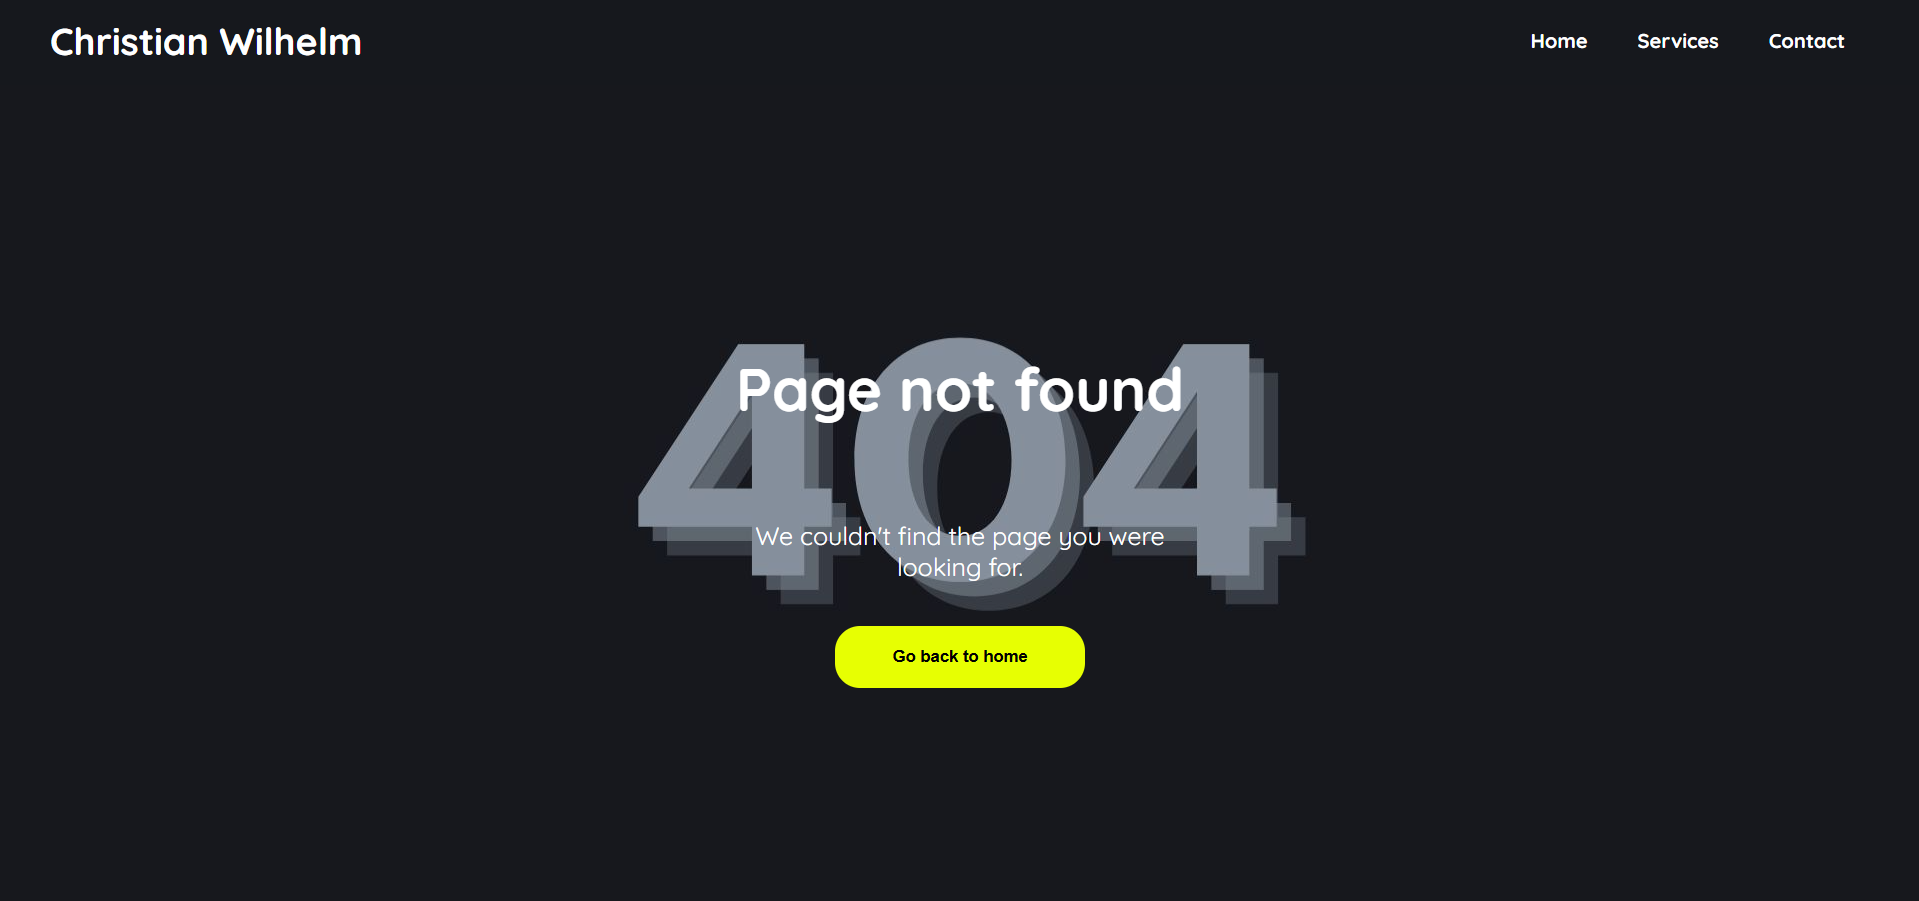 Christian Wilhelm
Home Services Contact
404
Page not found
We couldn't find the page you were
looking for.
Go back to home